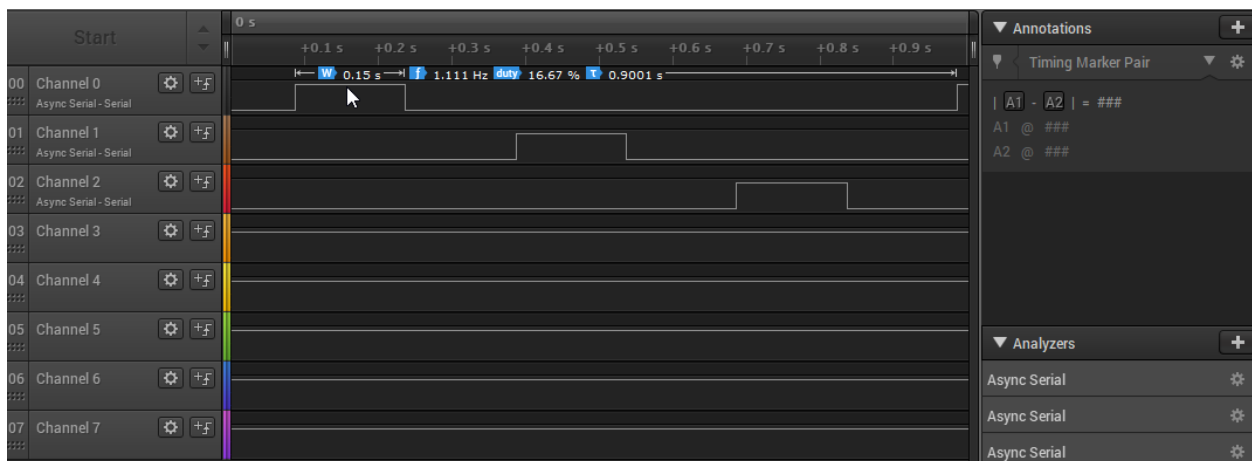 Start
0 s
+0.1 s +0.2 s +0.3 s +0.4 s +0.5 s +0.6 s +0.7 s +0.8 s +0.9 s
W 0.15 s f 1.111 Hz duty 16.67 % τ 0.9001 s
00 Channel 0
Async Serial - Serial
01 Channel 1
Async Serial - Serial
02 Channel 2
Async Serial - Serial
03 Channel 3
04 Channel 4
05 Channel 5
06 Channel 6
07 Channel 7
Annotations
Timing Marker Pair
| A1 - A2 | = ###
A1 @ ###
A2 @ ###
Analyzers
Async Serial
Async Serial
Async Serial